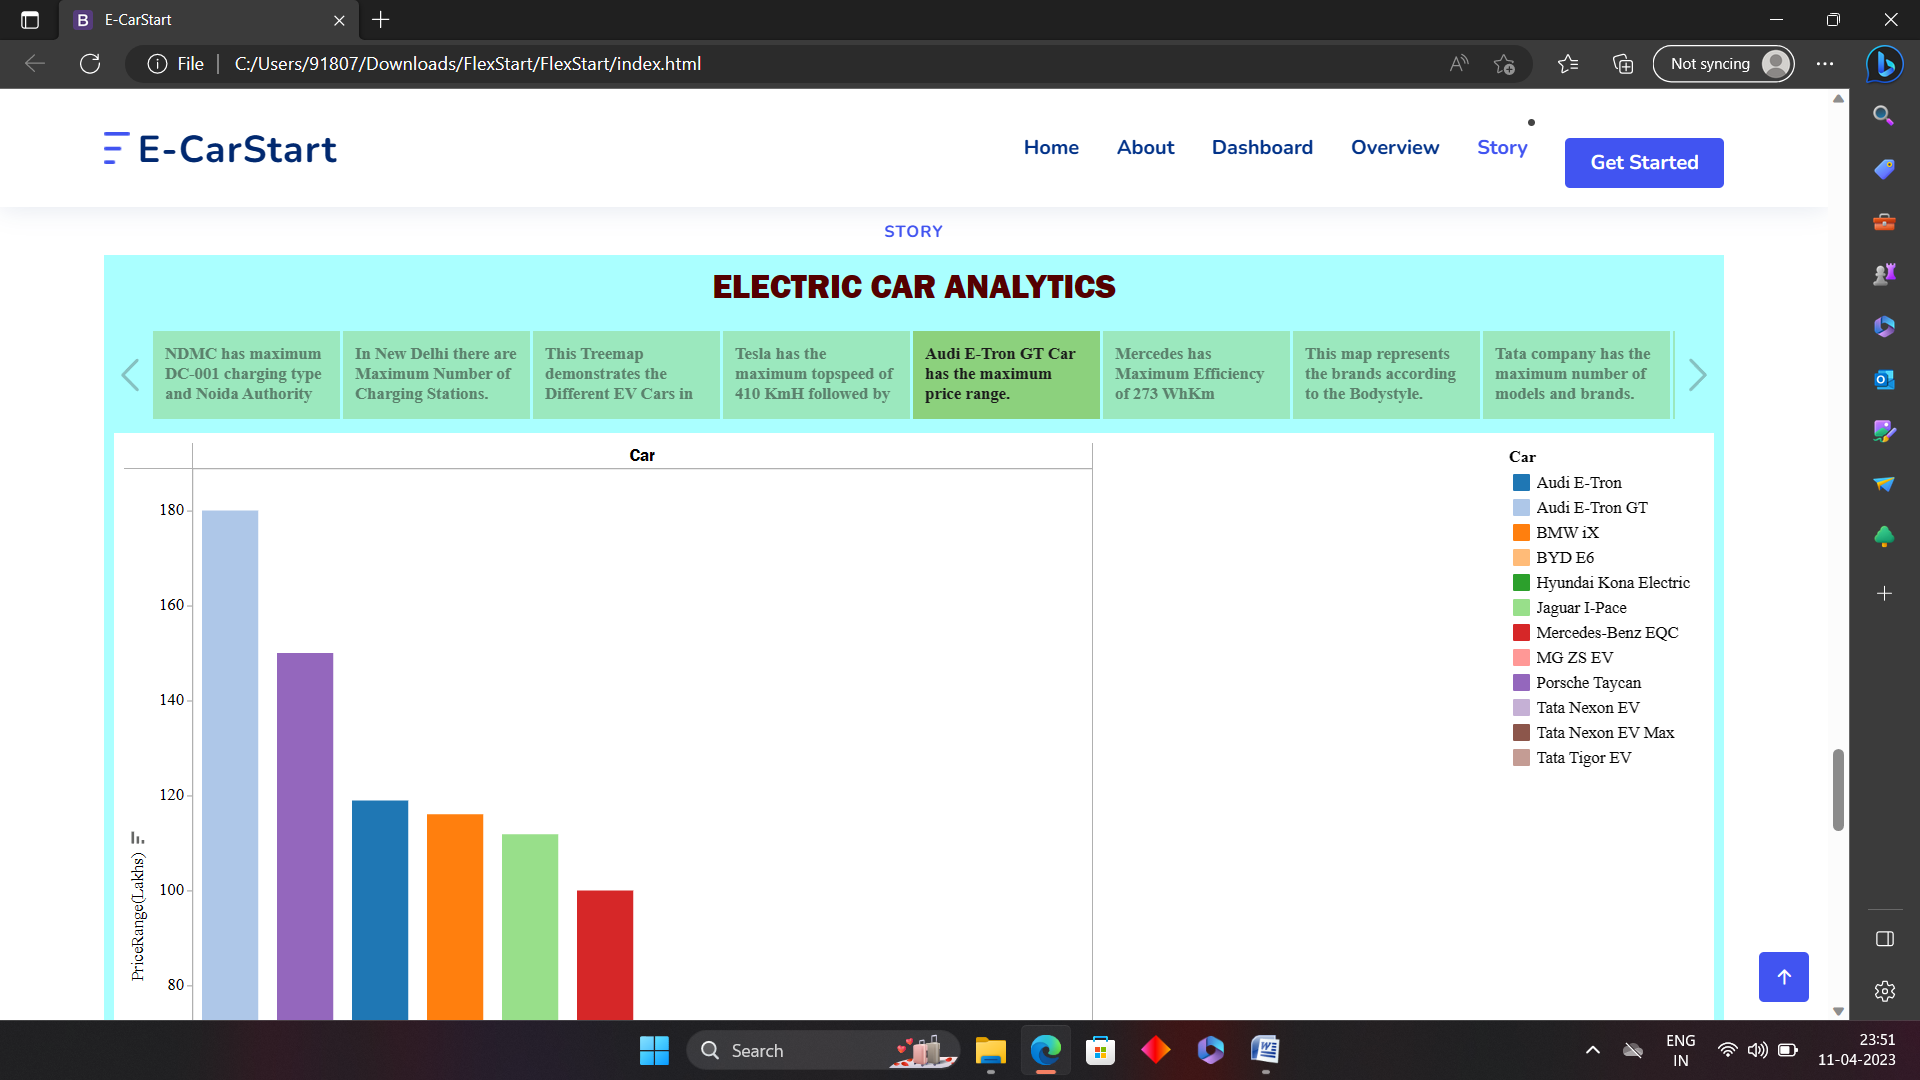 E-CarStart
File
C:/Users/91807/Downloads/FlexStart/FlexStart/index.html
Not syncing
E-CarStart
Home
About
Dashboard
Overview
Story
Get Started
STORY
ELECTRIC CAR ANALYTICS
NDMC has maximum
DC-001 charging type
and Noida Authority
In New Delhi there are
Maximum Number of
Charging Stations.
This Treemap
demonstrates the
Different EV Cars in
Tesla has the
maximum topspeed of
410 KmH followed by
Audi E-Tron GT Car
has the maximum
price range.
Mercedes has
Maximum Efficiency
of 273 WhKm
This map represents
the brands according
to the Bodystyle.
Tata company has the
maximum number of
models and brands.
Car
180
160
140
120
100
80
PriceRange(Lakhs)
Car
Audi E-Tron
Audi E-Tron GT
BMW iX
BYD E6
Hyundai Kona Electric
Jaguar I-Pace
Mercedes-Benz EQC
MG ZS EV
Porsche Taycan
Tata Nexon EV
Tata Nexon EV Max
Tata Tigor EV
Search
ENG
IN
23:51
11-04-2023